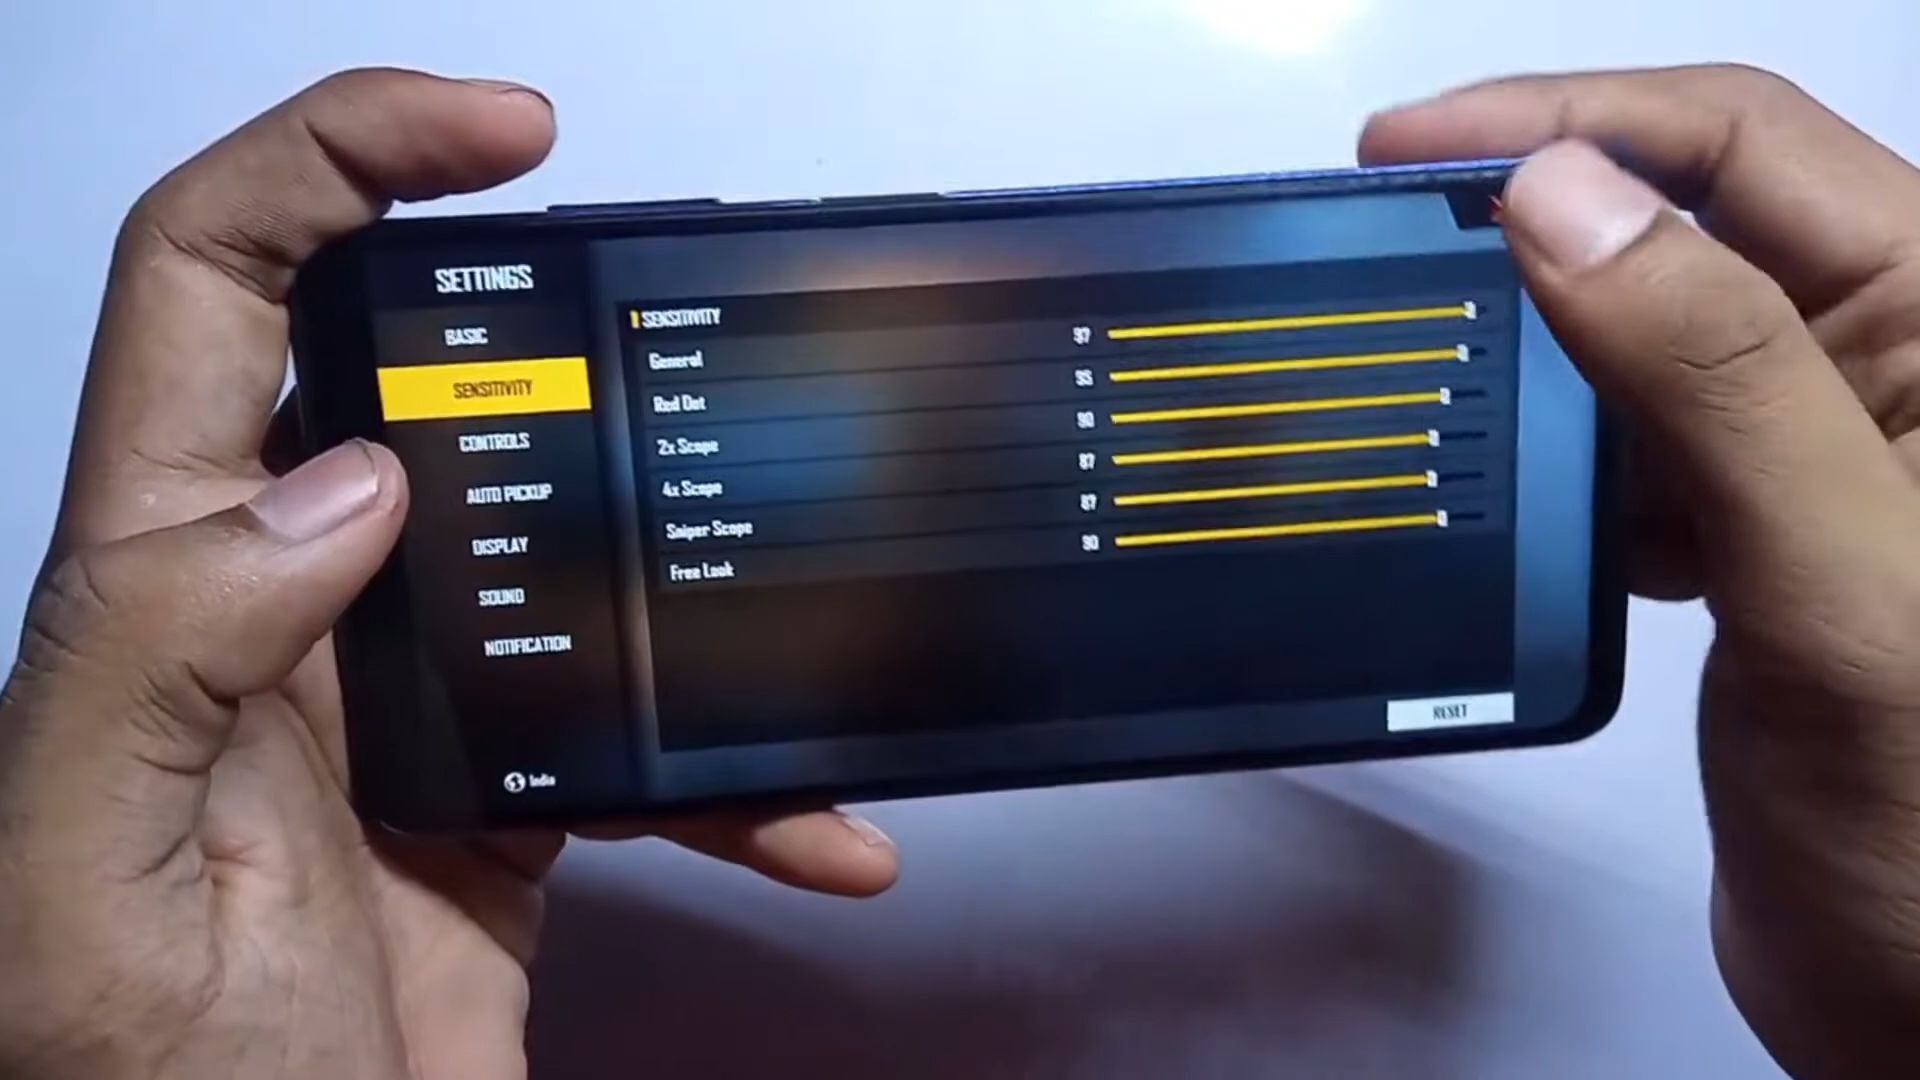 SETTINGS
BASIC
SENSITIVITY
CONTROLS
AUTO PICKUP
DISPLAY
SOUND
NOTIFICATION
India
SENSITIVITY
General 97
Red Dot 95
2x Scope 90
4x Scope 87
Sniper Scope 87
Free Look 90
RESET